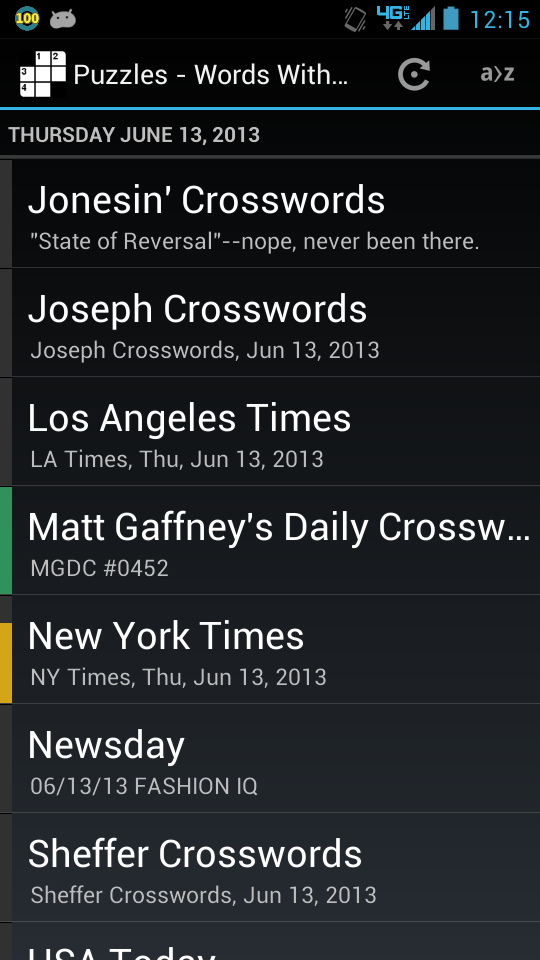 100 4G LTE 12:15
1 2
3
4
Puzzles - Words With... a>z
THURSDAY JUNE 13, 2013
Jonesin' Crosswords
"State of Reversal"--nope, never been there.
Joseph Crosswords
Joseph Crosswords, Jun 13, 2013
Los Angeles Times
LA Times, Thu, Jun 13, 2013
Matt Gaffney's Daily Crossw...
MGDC #0452
New York Times
NY Times, Thu, Jun 13, 2013
Newsday
06/13/13 FASHION IQ
Sheffer Crosswords
Sheffer Crosswords, Jun 13, 2013
USA Today